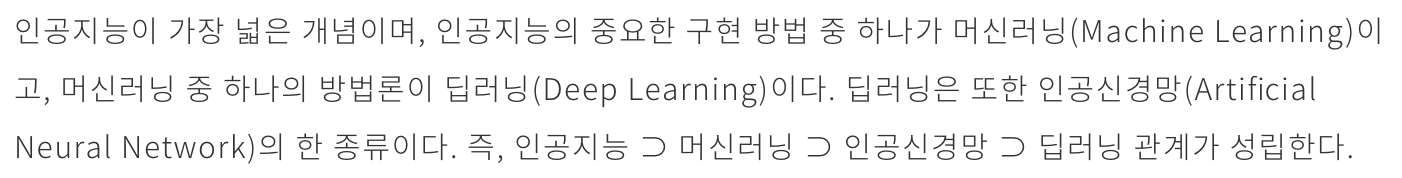 인공지능이 가장 넓은 개념이며, 인공지능의 중요한 구현 방법 중 하나가 머신러닝(Machine Learning)이
고, 머신러닝 중 하나의 방법론이 딥러닝(Deep Learning)이다. 딥러닝은 또한 인공신경망(Artificial
Neural Network)의 한 종류이다. 즉, 인공지능 ⊃ 머신러닝 ⊃ 인공신경망 ⊃ 딥러닝 관계가 성립한다.